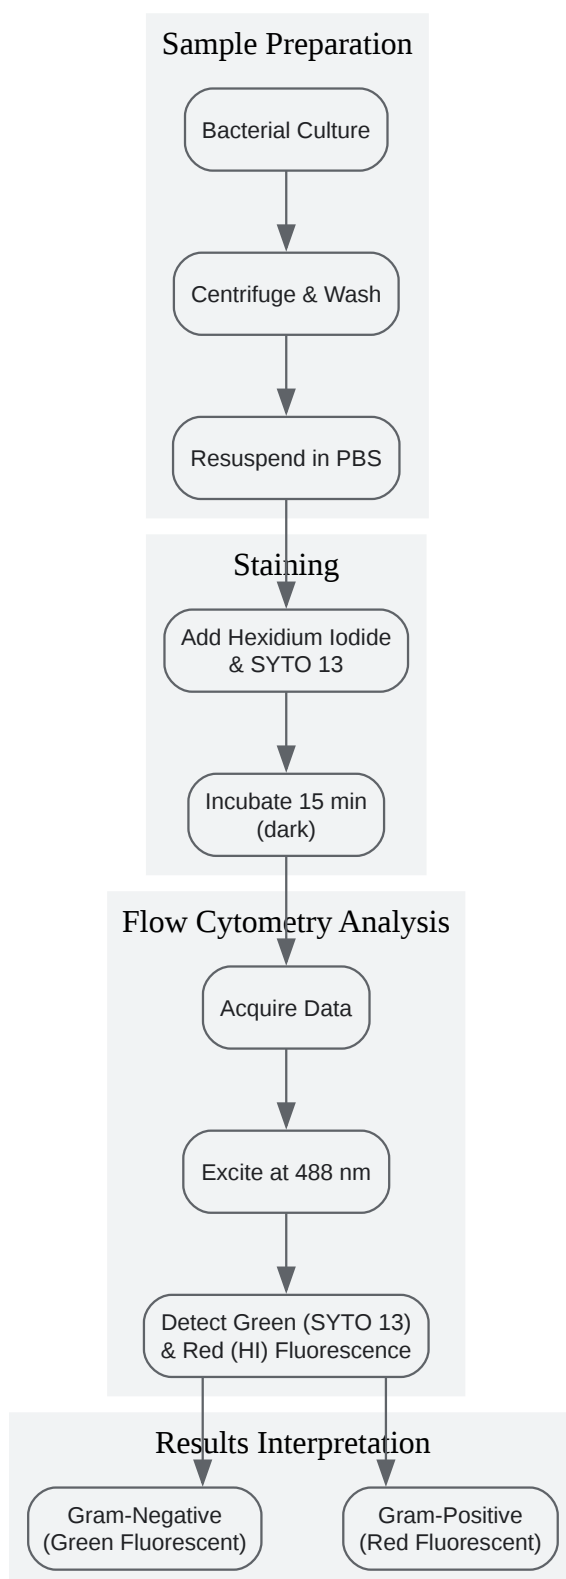 Sample Preparation
Bacterial Culture
Centrifuge & Wash
Resuspend in PBS
Staining
Add Hexidium Iodide
& SYTO 13
Incubate 15 min
(dark)
Flow Cytometry Analysis
Acquire Data
Excite at 488 nm
Detect Green (SYTO 13)
& Red (HI) Fluorescence
Results Interpretation
Gram-Negative
(Green Fluorescent)
Gram-Positive
(Red Fluorescent)